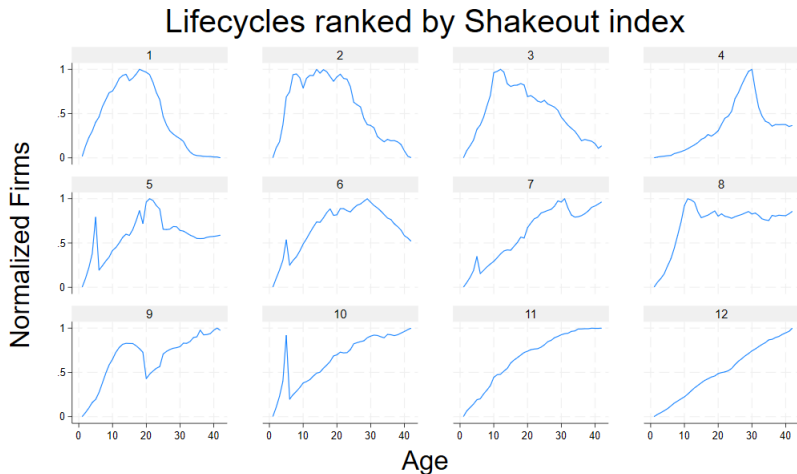 Lifecycles ranked by Shakeout index
1 2 3 4
1
.5
0
5 6 7 8
1
.5
0
9 10 11 12
1
.5
0
0 10 20 30 40 0 10 20 30 40 0 10 20 30 40 0 10 20 30 40
Normalized Firms
Age